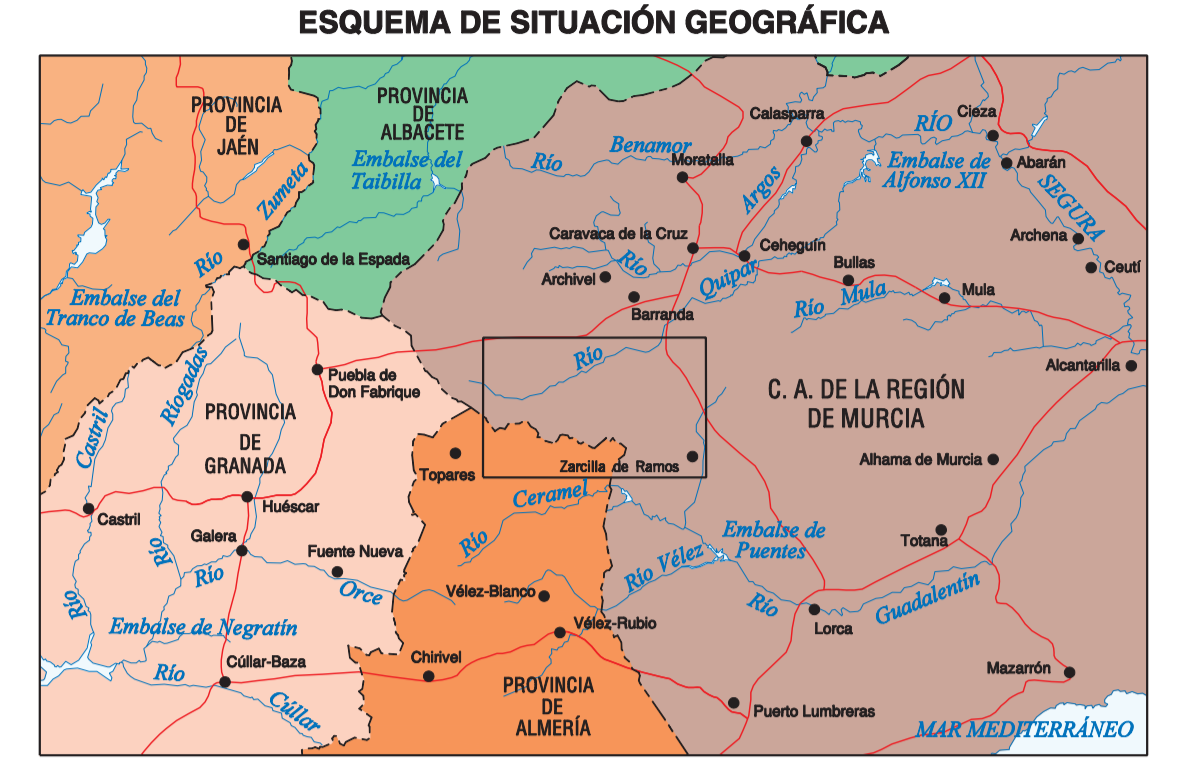 ESQUEMA DE SITUACIÓN GEOGRÁFICA
PROVINCIA
DE
JAÉN
PROVINCIA
DE
ALBACETE
Embalse del
Taibilla
Zumeta
Río
Santiago de la Espada
Embalse del
Tranco de Beas
Río
Benamor
Moratalla
Calasparra
RÍO
Cieza
Embalse de
Alfonso XII
Abarán
SEGURA
Argos
Archena
Ceutí
Caravaca de la Cruz
Río
Archivel
Barranda
Quipar
Ceheguín
Bullas
Río
Mula
Mula
Alcantarilla
Puebla de
Don Fabrique
Ríogadas
Castril
PROVINCIA
DE
GRANADA
Río
C. A. DE LA REGIÓN
DE MURCIA
Topares
Zarcilla de Ramos
Alhama de Murcia
Castril
Huéscar
Ceramel
Río
Galera
Río
Río
Fuente Nueva
Orce
Embalse de
Puentes
Totana
Río
Vélez
Vélez-Blanco
Río
Guadalentín
Lorca
Río
Embalse de Negratín
Río
Cúllar-Baza
Cúllar
Chirivel
Vélez-Rubio
PROVINCIA
DE
ALMERÍA
Mazarrón
Puerto Lumbreras
MAR MEDITERRÁNEO